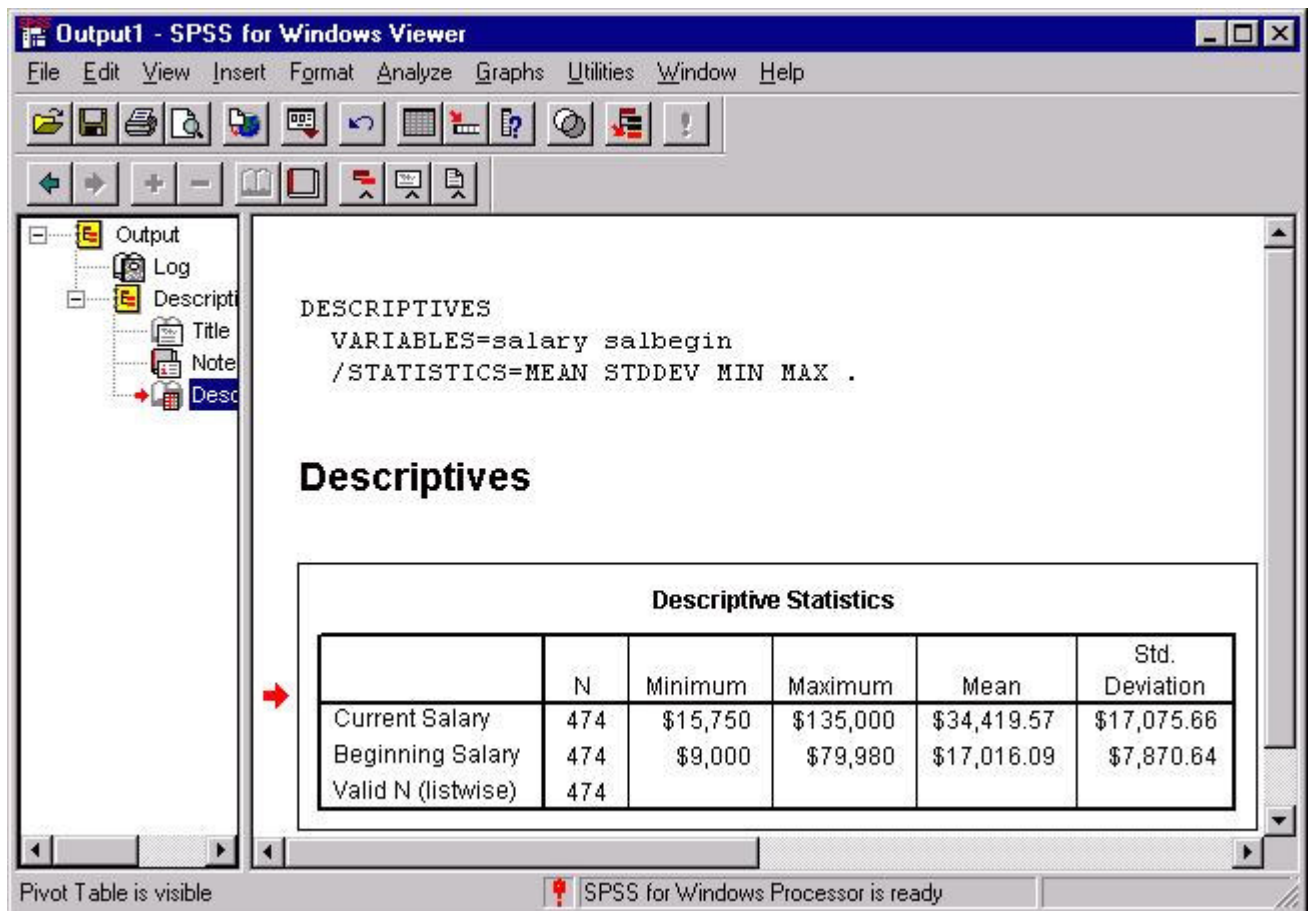 Output1 - SPSS for Windows Viewer
File Edit View Insert Format Analyze Graphs Utilities Window Help
Output
Log
Descripti
Title
Note
Desc
DESCRIPTIVES
VARIABLES=salary salbegin
/STATISTICS=MEAN STDDEV MIN MAX .
Descriptives
Descriptive Statistics
N Minimum Maximum Mean Std. Deviation
Current Salary 474 $15,750 $135,000 $34,419.57 $17,075.66
Beginning Salary 474 $9,000 $79,980 $17,016.09 $7,870.64
Valid N (listwise) 474
Pivot Table is visible
SPSS for Windows Processor is ready